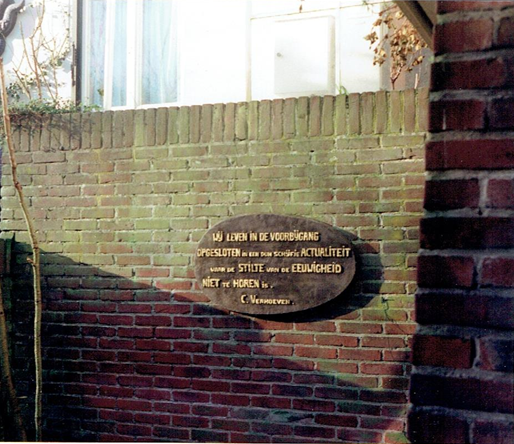 WIJ LEVEN IN DE VOORBIJGANG
OPGESLOTEN IN EEN DUN SCHIJFJE ACTUALITEIT
WAAR DE STILTE VAN DE EEUWIGHEID
NIET TE HOREN IS.
C. VERHOEVEN.